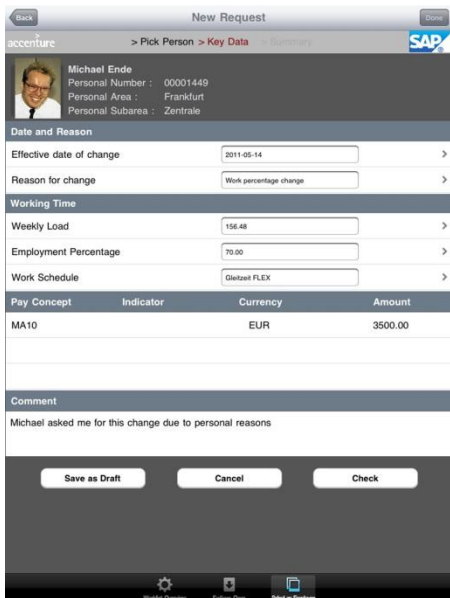 Back
New Request
Done
accenture
> Pick Person > Key Data > Summary
SAP
Michael Ende
Personal Number : 00001449
Personal Area : Frankfurt
Personal Subarea : Zentrale
Date and Reason
Effective date of change 2011-05-14 >
Reason for change Work percentage change >
Working Time
Weekly Load 156.48 >
Employment Percentage 70.00 >
Work Schedule Gleitzeit FLEX >
Pay Concept Indicator Currency Amount
MA10 EUR 3500.00
Comment
Michael asked me for this change due to personal reasons
Save as Draft Cancel Check